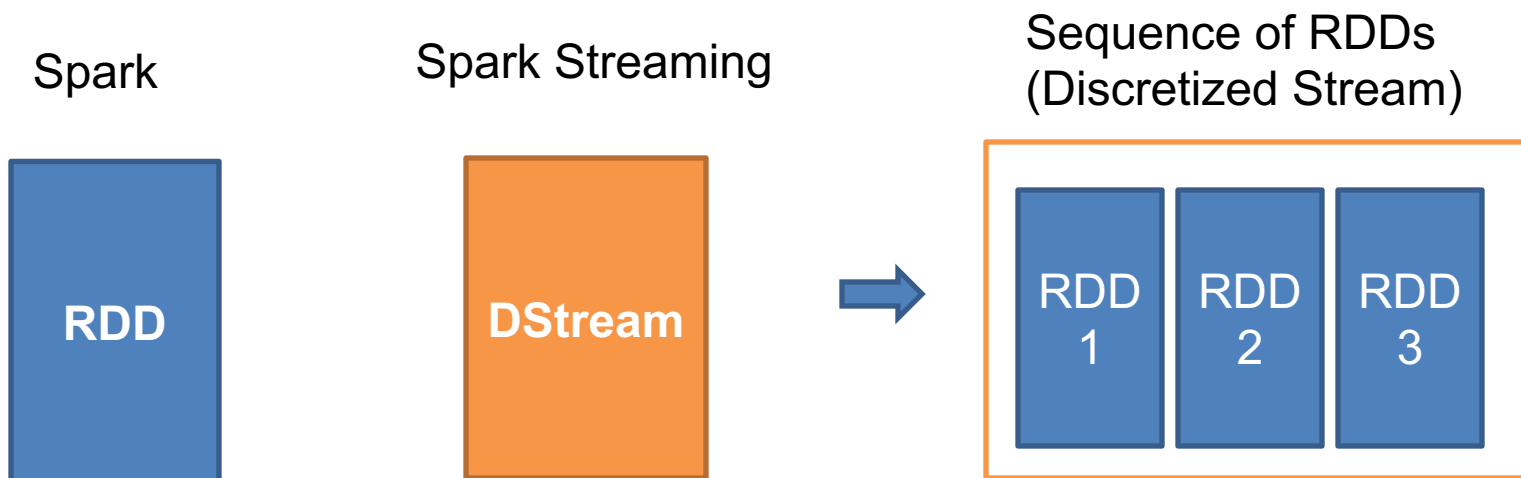 Spark
Spark Streaming
Sequence of RDDs
(Discretized Stream)
RDD
DStream
RDD
1
RDD
2
RDD
3